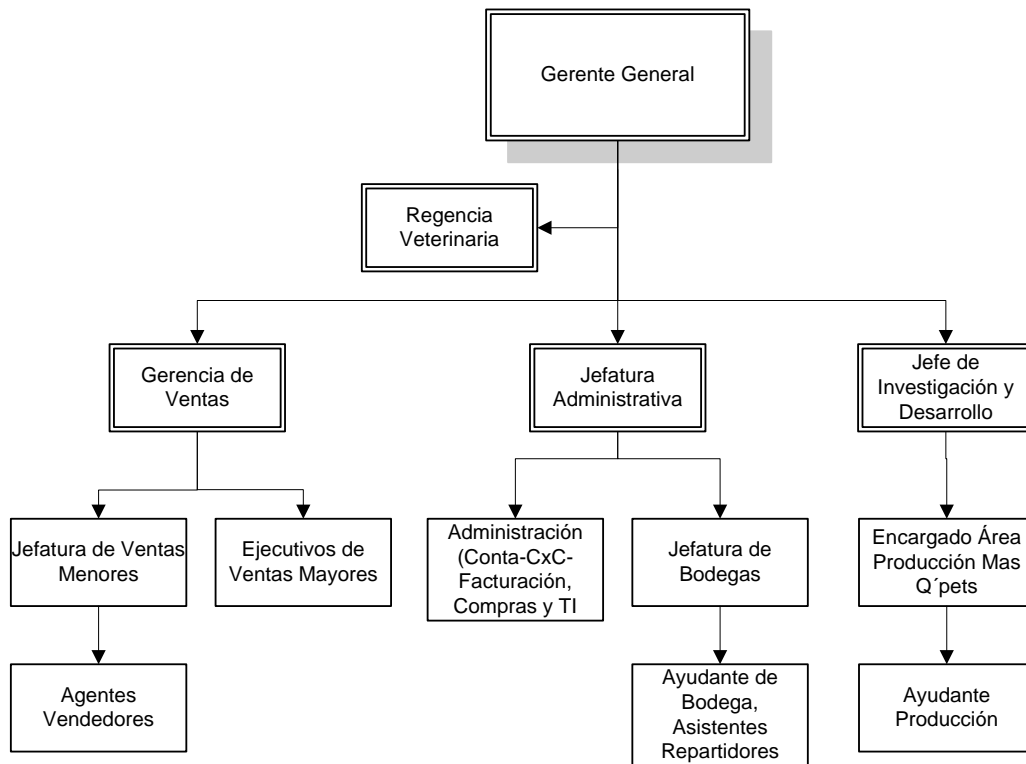 Gerente General
Regencia
Veterinaria
Gerencia de
Ventas
Jefatura
Administrativa
Jefe de
Investigación y
Desarrollo
Jefatura de Ventas
Menores
Ejecutivos de
Ventas Mayores
Administración
(Conta-CxC-
Facturación,
Compras y TI
Jefatura de
Bodegas
Encargado Área
Producción Mas
Q´pets
Agentes
Vendedores
Ayudante de
Bodega,
Asistentes
Repartidores
Ayudante
Producción